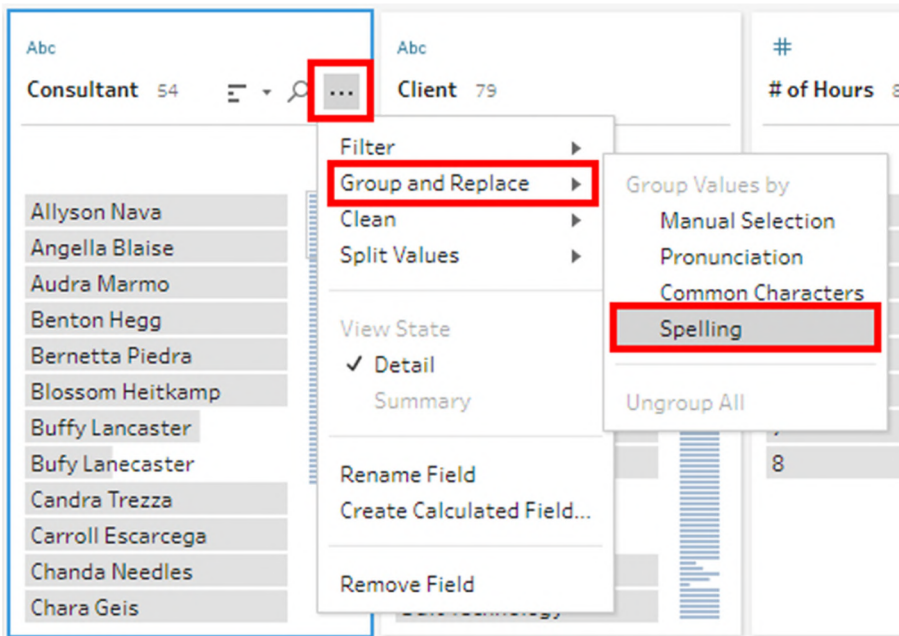 Abc
Consultant 54
Abc
Client 79
#
# of Hours
Allyson Nava
Angella Blaise
Audra Marmo
Benton Hegg
Bernetta Piedra
Blossom Heitkamp
Buffy Lancaster
Bufy Lanecaster
Candra Trezza
Carroll Escarcega
Chanda Needles
Chara Geis
Filter
Group and Replace
Clean
Split Values
View State
✓ Detail
Summary
Rename Field
Create Calculated Field...
Remove Field
Group Values by
Manual Selection
Pronunciation
Common Characters
Spelling
Ungroup All
8